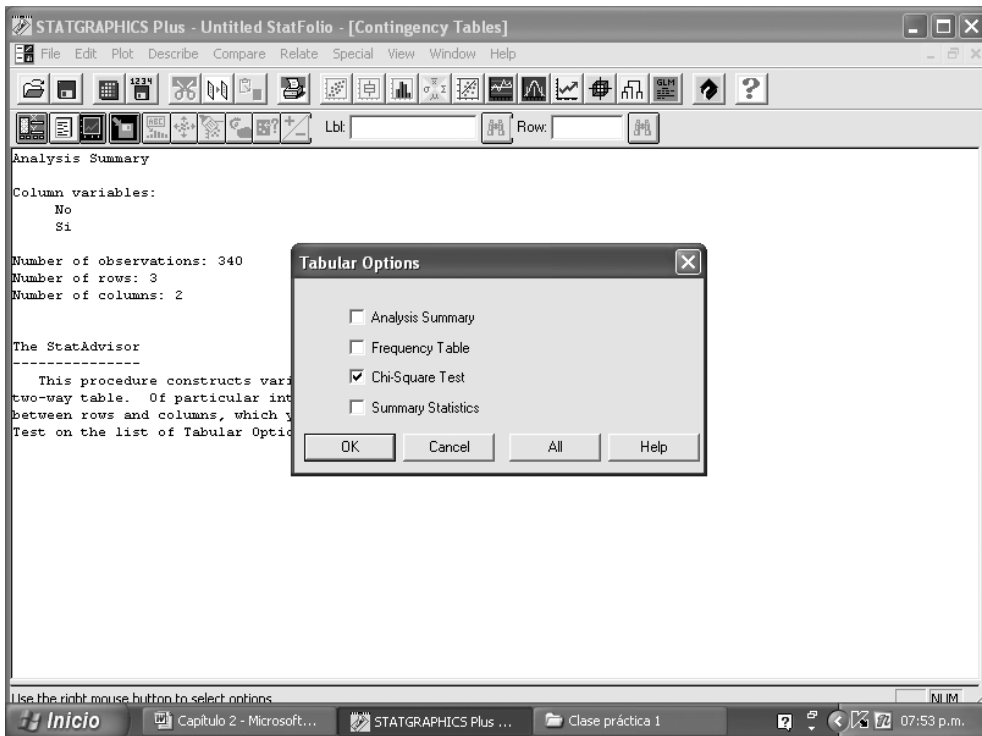 STATGRAPHICS Plus - Untitled StatFolio - [Contingency Tables]
File Edit Plot Describe Compare Relate Special View Window Help
Lbl: Row:
Analysis Summary
Column variables:
No
Si
Number of observations: 340
Number of rows: 3
Number of columns: 2
The StatAdvisor
---------------
This procedure constructs vari
two-way table. Of particular int
between rows and columns, which y
Test on the list of Tabular Optio
Tabular Options
Analysis Summary
Frequency Table
Chi-Square Test
Summary Statistics
OK Cancel All Help
Use the right mouse button to select options
NUM
Inicio Capítulo 2 - Microsoft... STATGRAPHICS Plus ... Clase práctica 1 07:53 p.m.